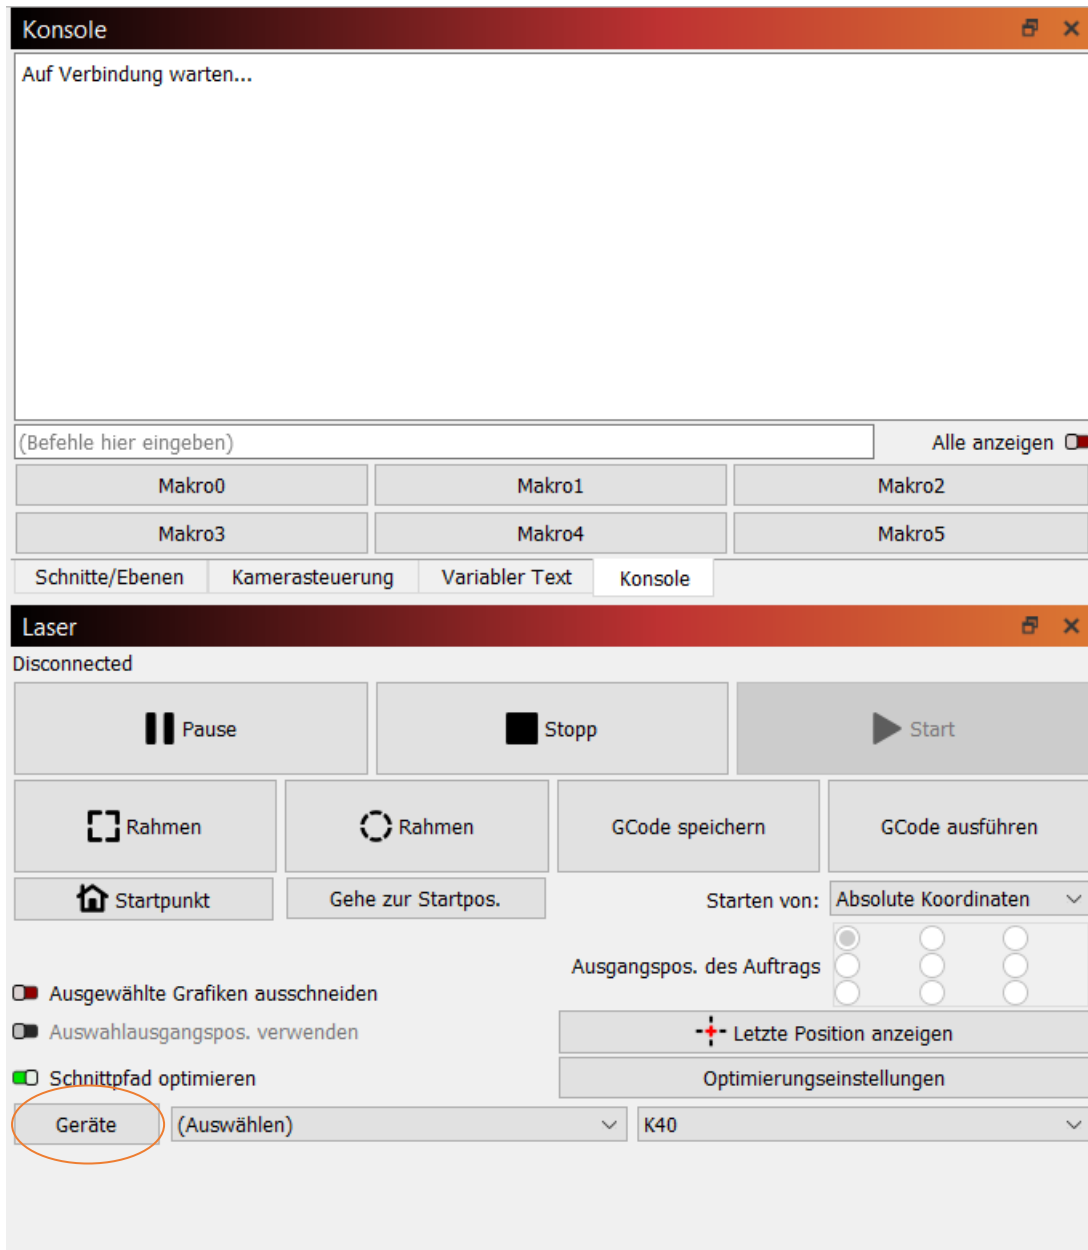 Konsole
Auf Verbindung warten...
(Befehle hier eingeben) Alle anzeigen
Makro0 Makro1 Makro2
Makro3 Makro4 Makro5
Schnitte/Ebenen Kamerasteuerung Variabler Text Konsole
Laser
Disconnected
Pause Stopp Start
Rahmen Rahmen GCode speichern GCode ausführen
Startpunkt Gehe zur Startpos. Starten von: Absolute Koordinaten
Ausgangspos. des Auftrags
Ausgewählte Grafiken ausschneiden
Auswahlausgangspos. verwenden Letzte Position anzeigen
Schnittpfad optimieren Optimierungseinstellungen
Geräte (Auswählen) K40